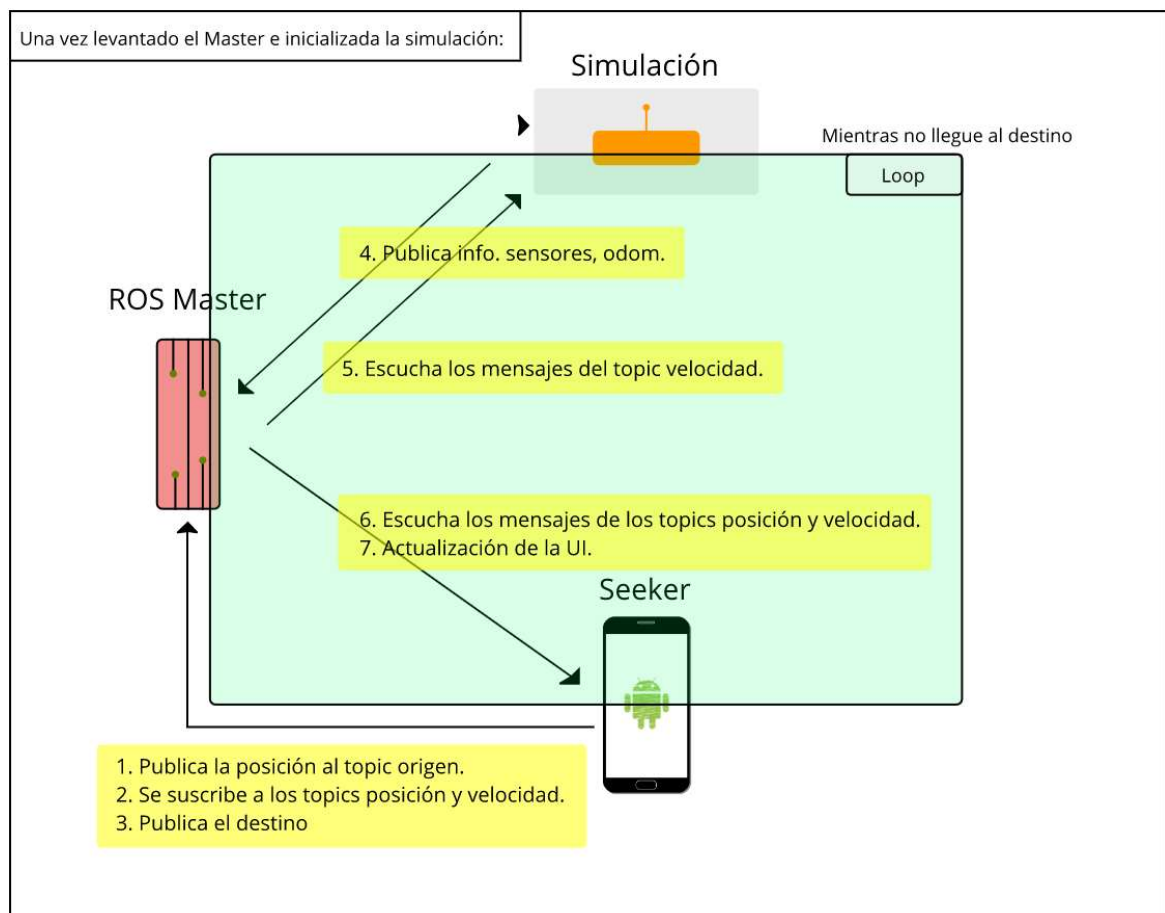 Una vez levantado el Master e inicializada la simulación:
Simulación
Mientras no llegue al destino
Loop
4. Publica info. sensores, odom.
ROS Master
5. Escucha los mensajes del topic velocidad.
6. Escucha los mensajes de los topics posición y velocidad.
7. Actualización de la UI.
Seeker
1. Publica la posición al topic origen.
2. Se suscribe a los topics posición y velocidad.
3. Publica el destino